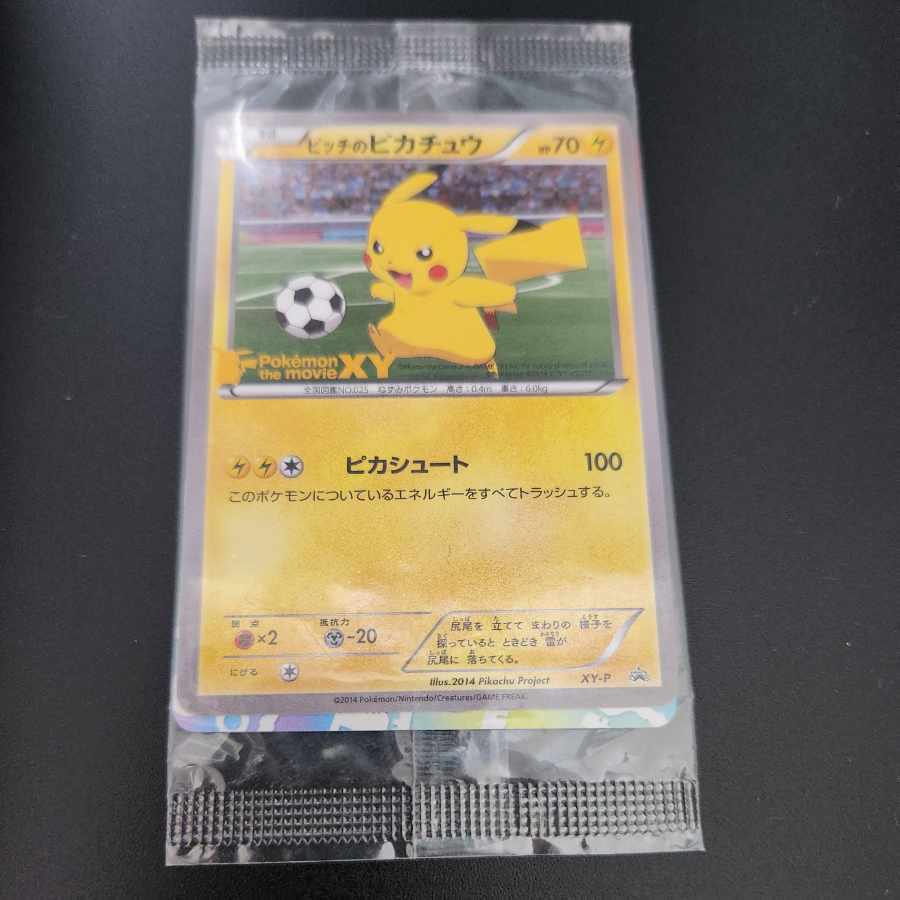 ピッチのピカチュウ HP70
Pokémon
the movie XY
全国図鑑NO.025 ねずみポケモン 高さ:0.4m 重さ:6.0kg
ピカシュート 100
このポケモンについているエネルギーをすべてトラッシュする。
弱点 抵抗力
×2 -20
にげる
尻尾を 立てて まわりの 様子を
探っていると ときどき 雷が
尻尾に 落ちてくる。
Illus.2014 Pikachu Project XY-P
©2014 Pokémon/Nintendo/Creatures/GAME FREAK.